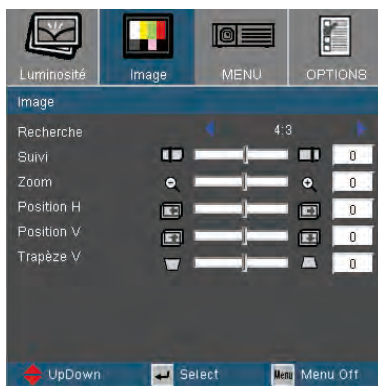 Luminosité Image MENU OPTIONS
Image
Recherche 4:3
Suivi 0
Zoom 0
Position H 0
Position V 0
Trapèze V 0
UpDown Select Menu Menu Off